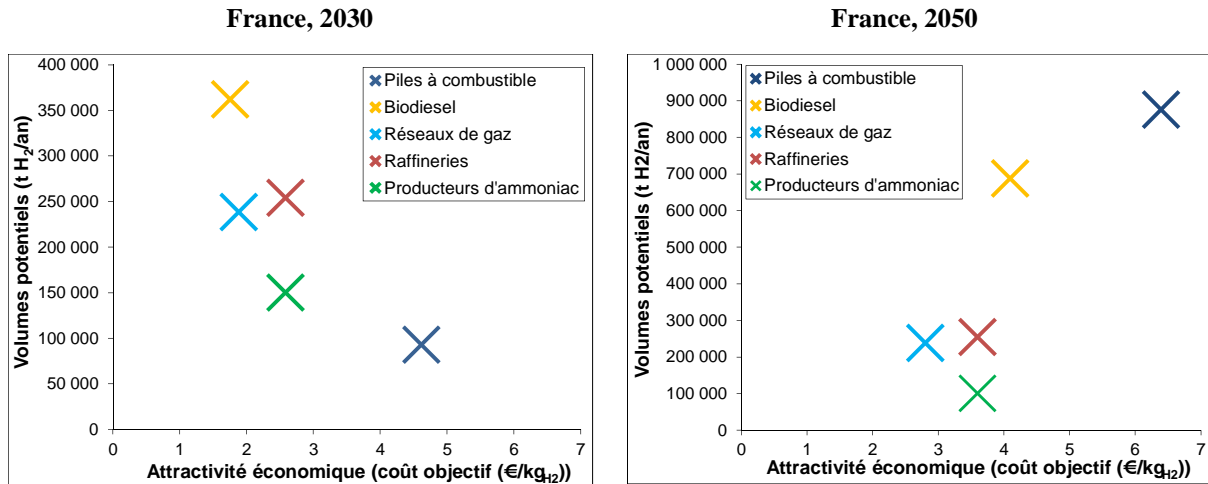 France, 2030
Volumes potentiels (t H2/an)
400 000
350 000
300 000
250 000
200 000
150 000
100 000
50 000
0
Piles à combustible
Biodiesel
Réseaux de gaz
Raffineries
Producteurs d'ammoniac
0 1 2 3 4 5 6 7
Attractivité économique (coût objectif (€/kgH2))
France, 2050
Volumes potentiels (t H2/an)
1 000 000
900 000
800 000
700 000
600 000
500 000
400 000
300 000
200 000
100 000
0
Piles à combustible
Biodiesel
Réseaux de gaz
Raffineries
Producteurs d'ammoniac
0 1 2 3 4 5 6 7
Attractivité économique (coût objectif (€/kgH2))